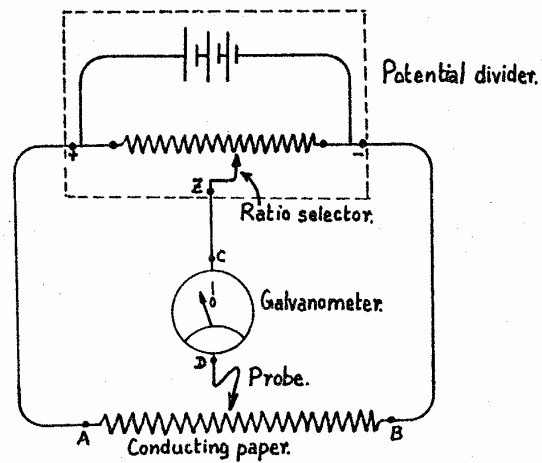 Potential divider.
+
-
Z
Ratio selector.
C
0
Galvanometer.
D
Probe.
A
B
Conducting paper.